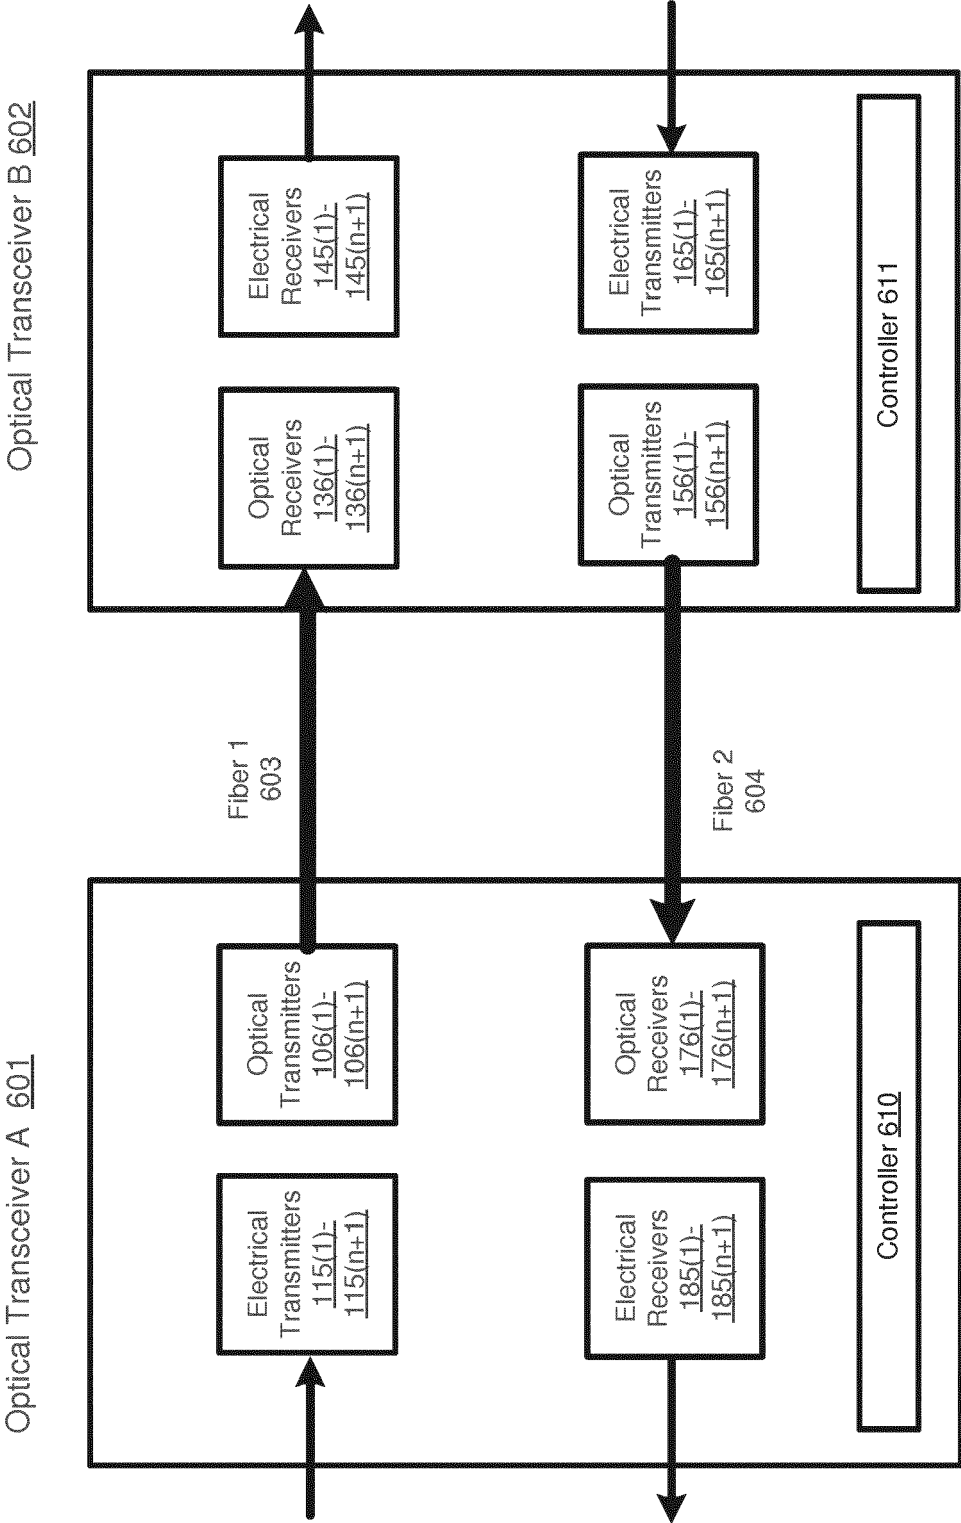 Optical Transceiver A 601
Electrical
Transmitters
115(1)-
115(n+1)
Optical
Transmitters
106(1)-
106(n+1)
Electrical
Receivers
185(1)-
185(n+1)
Optical
Receivers
176(1)-
176(n+1)
Controller 610
Fiber 1
603
Fiber 2
604
Optical Transceiver B 602
Optical
Receivers
136(1)-
136(n+1)
Electrical
Receivers
145(1)-
145(n+1)
Optical
Transmitters
156(1)-
156(n+1)
Electrical
Transmitters
165(1)-
165(n+1)
Controller 611